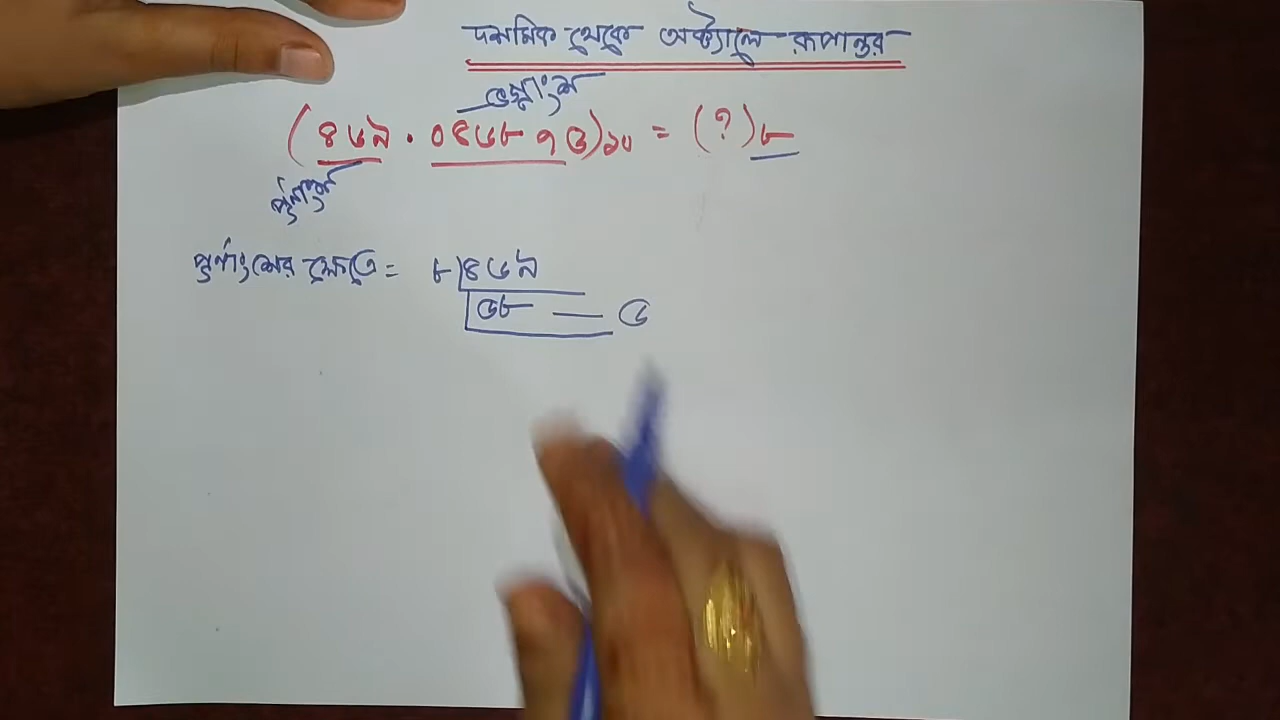 দশমিক থেকে অক্ট্যালে রূপান্তর
ভগ্নাংশ
(৪৬৯.০৪৬৮৭৫)১০ = (?)৮
পূর্ণাংশ
পূর্ণাংশের ক্ষেত্রে = ৮)৪৬৯
৫৮ — ৫